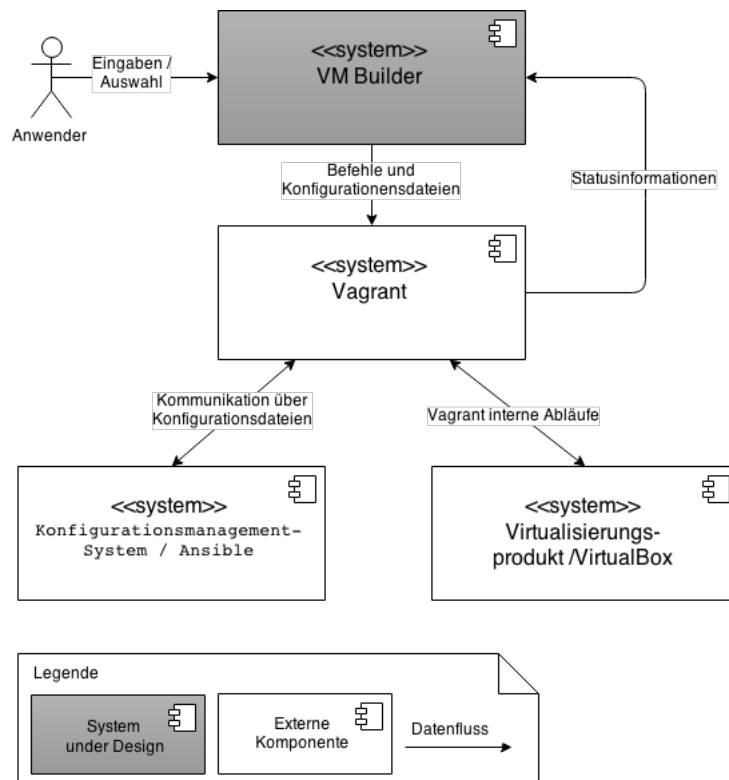 <<system>>
VM Builder
Eingaben /
Auswahl
Anwender
Befehle und
Konfigurationensdateien
Statusinformationen
<<system>>
Vagrant
Kommunikation über
Konfigurationsdateien
Vagrant interne Abläufe
<<system>>
Konfigurationsmanagement-
System / Ansible
<<system>>
Virtualisierungs-
produkt /VirtualBox
Legende
System
under Design
Externe
Komponente
Datenfluss